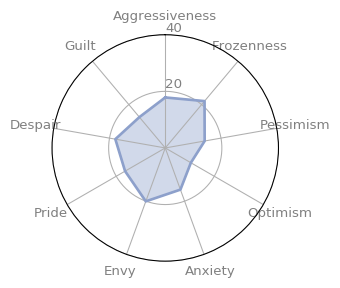 Aggressiveness
40
Guilt
Frozenness
20
Despair
Pessimism
Pride
Optimism
Envy
Anxiety